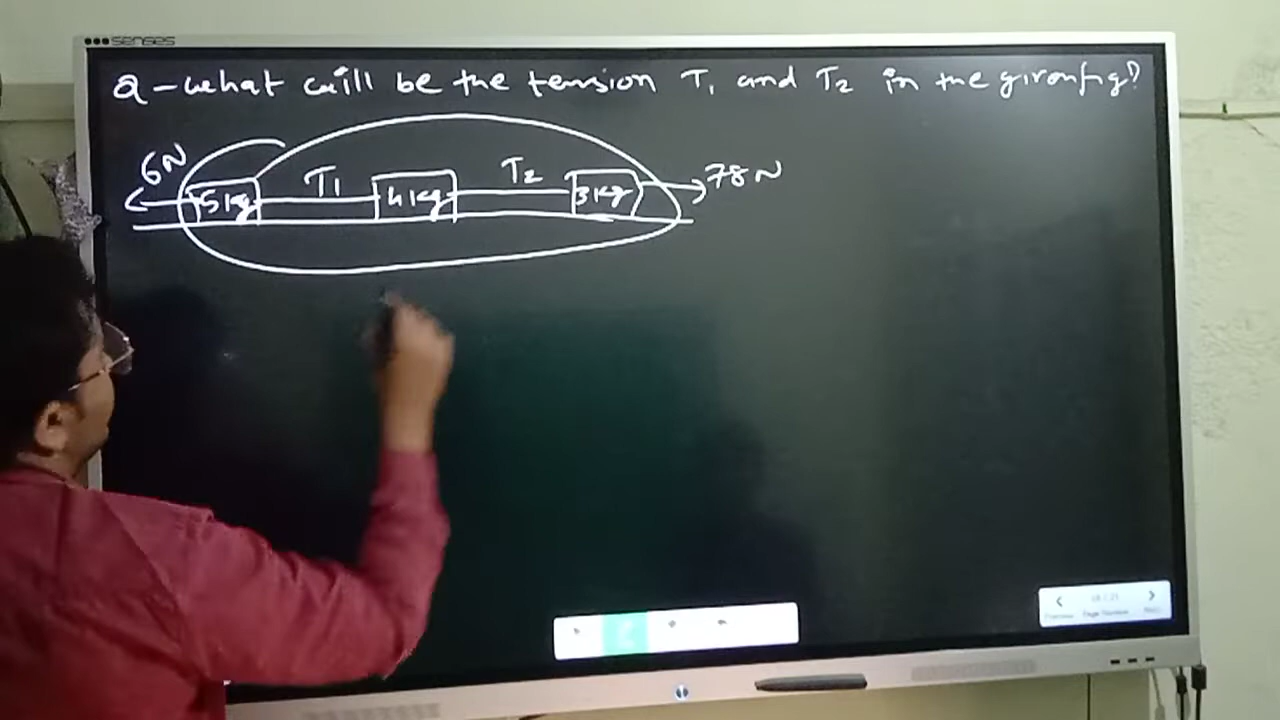 senses
Q - what will be the tension T1 and T2 in the given fig?
6N 5kg T1 4kg T2 3kg 78N